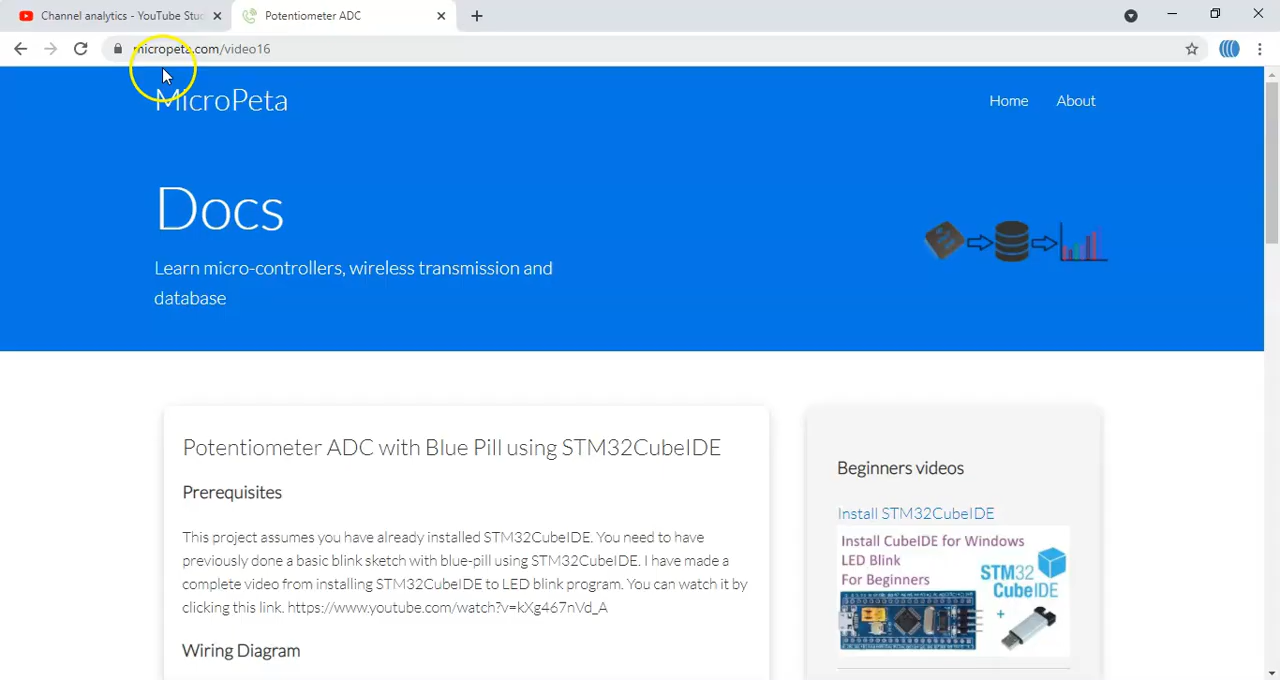 Channel analytics - YouTube Stu
Potentiometer ADC
micropeta.com/video16
MicroPeta
Home
About
Docs
Learn micro-controllers, wireless transmission and
database
Potentiometer ADC with Blue Pill using STM32CubeIDE
Prerequisites
This project assumes you have already installed STM32CubeIDE. You need to have
previously done a basic blink sketch with blue-pill using STM32CubeIDE. I have made a
complete video from installing STM32CubeIDE to LED blink program. You can watch it by
clicking this link. https://www.youtube.com/watch?v=kXg467nVd_A
Wiring Diagram
Beginners videos
Install STM32CubeIDE
Install CubeIDE for Windows
LED Blink
For Beginners
STM32
CubeIDE
+